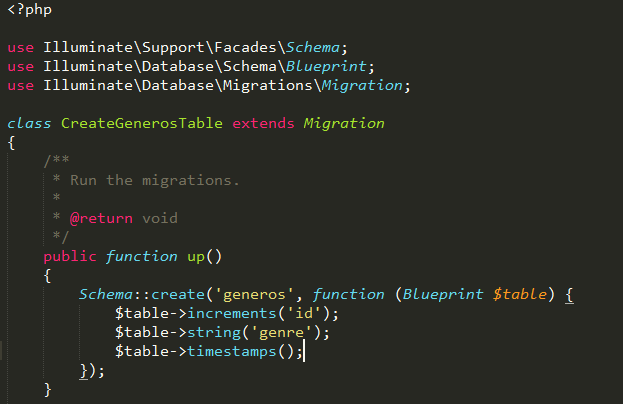 <?php
use Illuminate\Support\Facades\Schema;
use Illuminate\Database\Schema\Blueprint;
use Illuminate\Database\Migrations\Migration;
class CreateGenerosTable extends Migration
{
    /**
     * Run the migrations.
     *
     * @return void
     */
    public function up()
    {
        Schema::create('generos', function (Blueprint $table) {
            $table->increments('id');
            $table->string('genre');
            $table->timestamps();
        });
    }